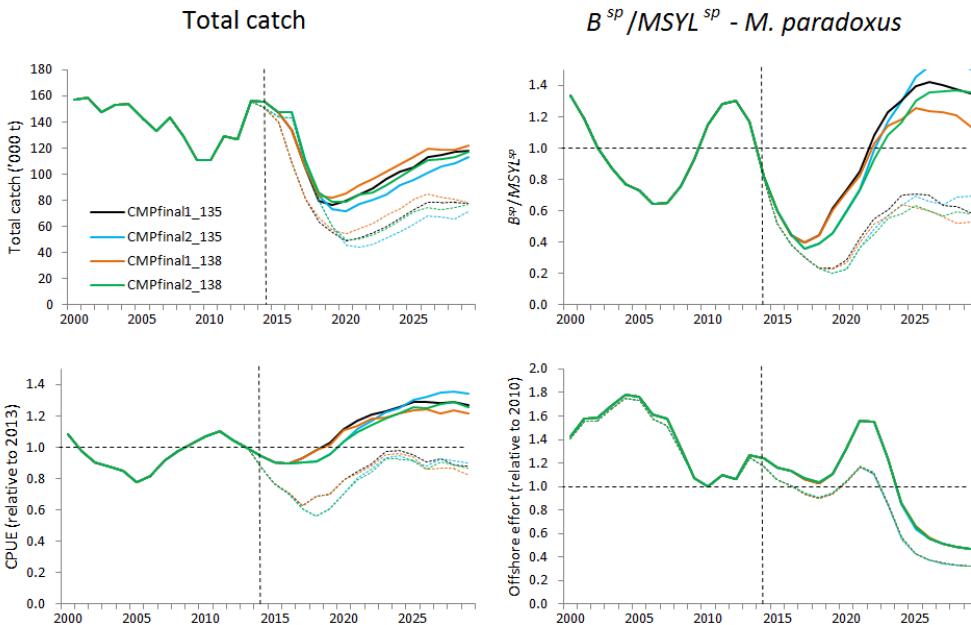 Total catch
B sp /MSYL sp - M. paradoxus
Total catch ('000 t)
180
160
140
120
100
80
60
40
20
0
2000 2005 2010 2015 2020 2025
CMPfinal1_135
CMPfinal2_135
CMPfinal1_138
CMPfinal2_138
Bsp/MSYLsp
1.4
1.2
1.0
0.8
0.6
0.4
0.2
0.0
2000 2005 2010 2015 2020 2025
CPUE (relative to 2013)
1.4
1.2
1.0
0.8
0.6
0.4
0.2
0.0
2000 2005 2010 2015 2020 2025
Offshore effort (relative to 2010)
2.0
1.8
1.6
1.4
1.2
1.0
0.8
0.6
0.4
0.2
0.0
2000 2005 2010 2015 2020 2025